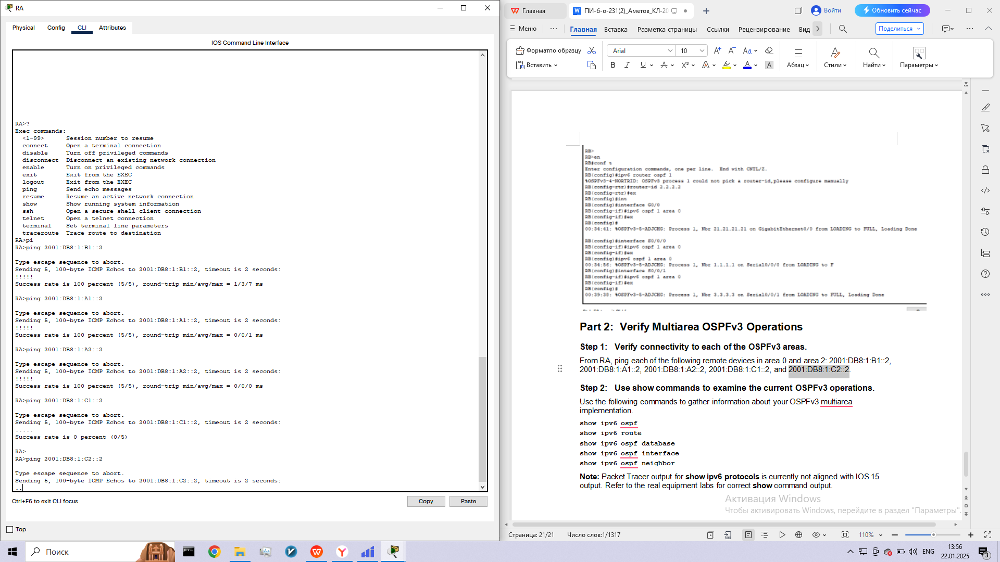 RA
Physical Config CLI Attributes
IOS Command Line Interface
RA>?
Exec commands:
<1-99> Session number to resume
connect Open a terminal connection
disable Turn off privileged commands
disconnect Disconnect an existing network connection
enable Turn on privileged commands
exit Exit from the EXEC
logout Exit from the EXEC
ping Send echo messages
resume Resume an active network connection
show Show running system information
ssh Open a secure shell client connection
telnet Open a telnet connection
terminal Set terminal line parameters
traceroute Trace route to destination
RA>pi
RA>ping 2001:DB8:1:B1::2
Type escape sequence to abort.
Sending 5, 100-byte ICMP Echos to 2001:DB8:1:B1::2, timeout is 2 seconds:
!!!!!
Success rate is 100 percent (5/5), round-trip min/avg/max = 1/3/7 ms
RA>ping 2001:DB8:1:A1::2
Type escape sequence to abort.
Sending 5, 100-byte ICMP Echos to 2001:DB8:1:A1::2, timeout is 2 seconds:
!!!!!
Success rate is 100 percent (5/5), round-trip min/avg/max = 0/0/1 ms
RA>ping 2001:DB8:1:A2::2
Type escape sequence to abort.
Sending 5, 100-byte ICMP Echos to 2001:DB8:1:A2::2, timeout is 2 seconds:
!!!!!
Success rate is 100 percent (5/5), round-trip min/avg/max = 0/0/0 ms
RA>ping 2001:DB8:1:C1::2
Type escape sequence to abort.
Sending 5, 100-byte ICMP Echos to 2001:DB8:1:C1::2, timeout is 2 seconds:
.....
Success rate is 0 percent (0/5)
RA>
RA>ping 2001:DB8:1:C2::2
Type escape sequence to abort.
Sending 5, 100-byte ICMP Echos to 2001:DB8:1:C2::2, timeout is 2 seconds:
..
Ctrl+F6 to exit CLI focus
Copy Paste
Top
Главная ПИ-б-о-231(2)_Аметов_КЛ-20 Войти Обновить сейчас
Меню ... Главная Вставка Разметка страницы Ссылки Рецензирование Вид Поделиться
Формат по образцу Arial 10
Вставить Абзац Стили Найти Параметры
RB>
RB>en
RB#conf t
Enter configuration commands, one per line. End with CNTL/Z.
RB(config)#ipv6 router ospf 1
%OSPFv3-4-NORTRID: OSPFv3 process 1 could not pick a router-id,please configure manually
RB(config-rtr)#router-id 2.2.2.2
RB(config-rtr)#ex
RB(config)#int
RB(config)#interface G0/0
RB(config-if)#ipv6 ospf 1 area 0
RB(config-if)#ex
RB(config)#
00:34:41: %OSPFv3-5-ADJCHG: Process 1, Nbr 21.21.21.21 on GigabitEthernet0/0 from LOADING to FULL, Loading Done
RB(config)#interface S0/0/0
RB(config-if)#ipv6 ospf 1 area 0
RB(config-if)#ex
RB(config)#ipv6 ospf 1 area 0
00:34:56: %OSPFv3-5-ADJCHG: Process 1, Nbr 1.1.1.1 on Serial0/0/0 from LOADING to F
RB(config)#interface S0/0/1
RB(config-if)#ipv6 ospf 1 area 0
RB(config-if)#ex
RB(config)#
00:39:38: %OSPFv3-5-ADJCHG: Process 1, Nbr 3.3.3.3 on Serial0/0/1 from LOADING to FULL, Loading Done
Part 2: Verify Multiarea OSPFv3 Operations
Step 1: Verify connectivity to each of the OSPFv3 areas.
From RA, ping each of the following remote devices in area 0 and area 2: 2001:DB8:1:B1::2,
2001:DB8:1:A1::2, 2001:DB8:1:A2::2, 2001:DB8:1:C1::2, and 2001:DB8:1:C2::2.
Step 2: Use show commands to examine the current OSPFv3 operations.
Use the following commands to gather information about your OSPFv3 multiarea
implementation.
show ipv6 ospf
show ipv6 route
show ipv6 ospf database
show ipv6 ospf interface
show ipv6 ospf neighbor
Note: Packet Tracer output for show ipv6 protocols is currently not aligned with IOS 15
output. Refer to the real equipment labs for correct show command output.
Активация Windows
Чтобы активировать Windows, перейдите в раздел "Параметры".
Страница: 21/21 Число слов:1/1317 110%
Поиск
ENG
13:56
22.01.2025
3